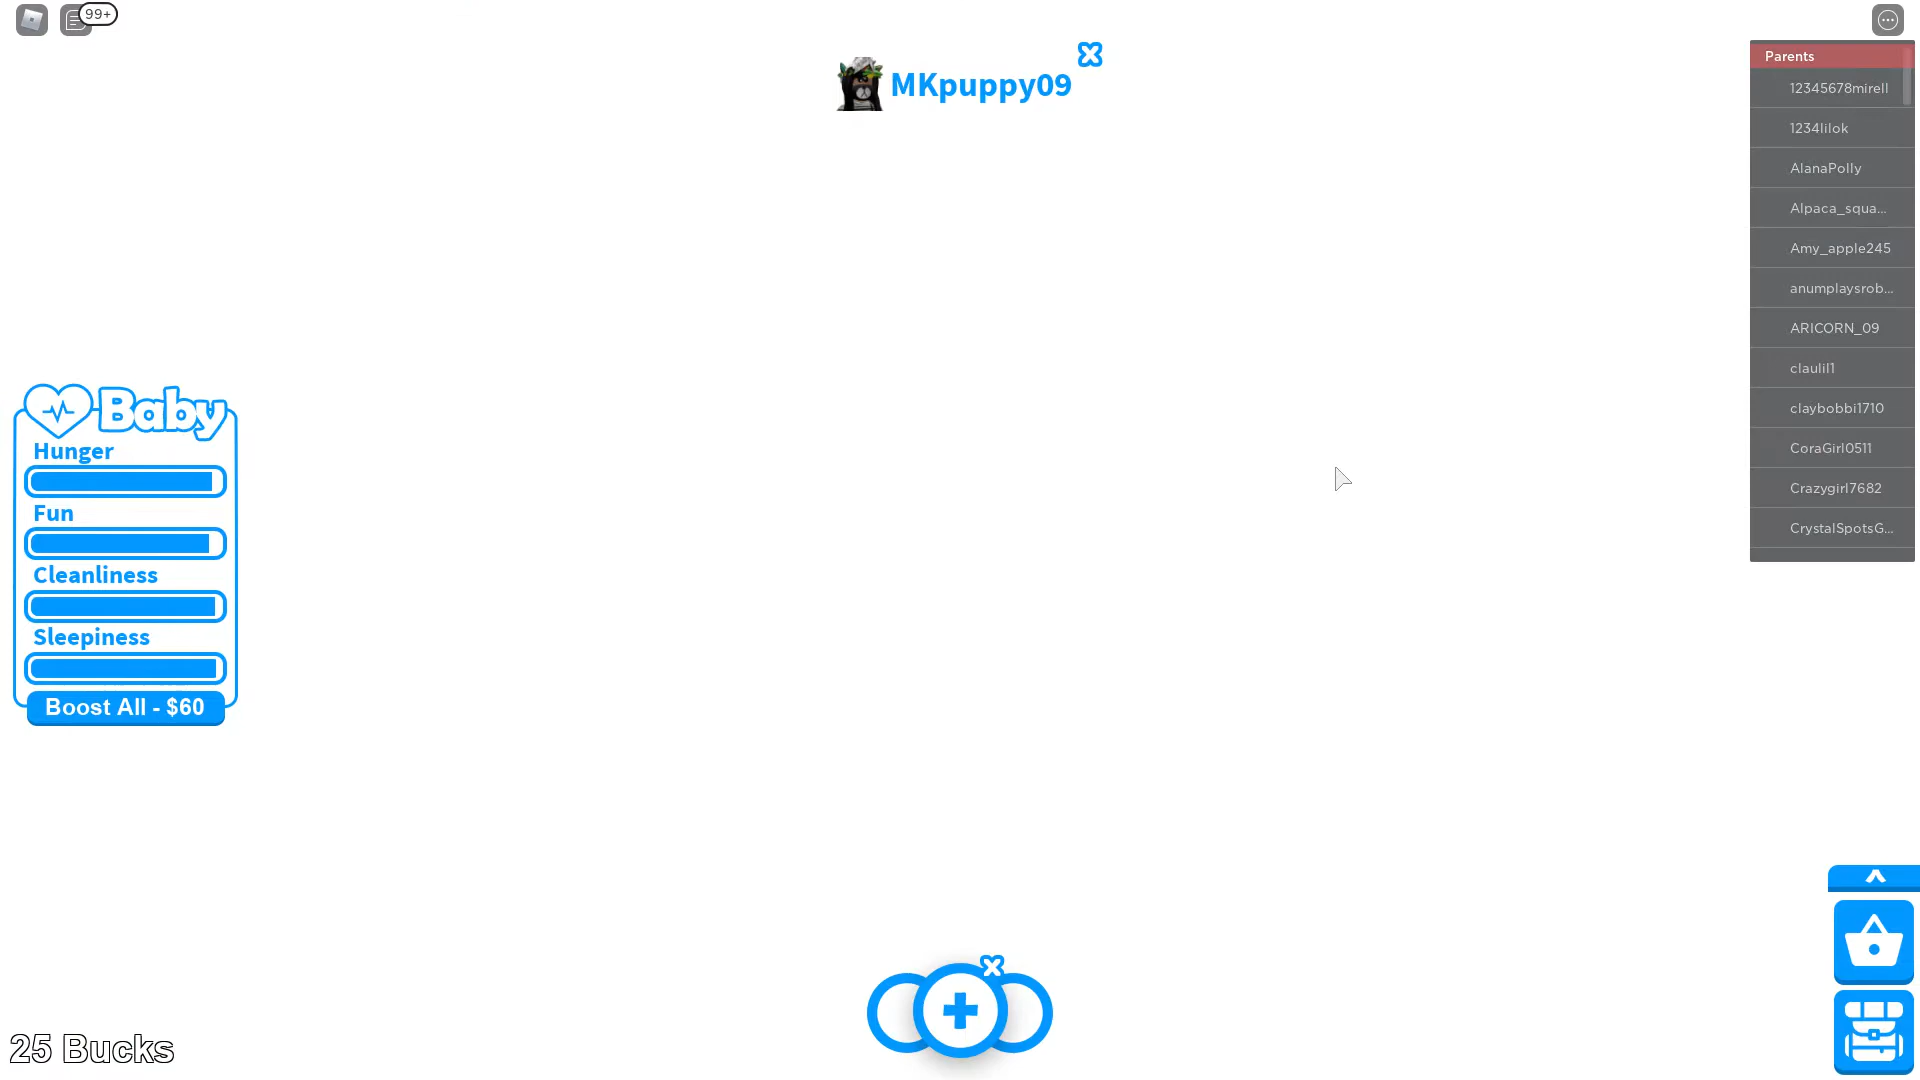 99+
MKpuppy09
Parents
12345678mirell
1234lilok
AlanaPolly
Alpaca_squa...
Amy_apple245
anumplaysrob...
ARICORN_09
claulil1
claybobbi1710
CoraGirl0511
Crazygirl7682
CrystalSpotsG...
Baby
Hunger
Fun
Cleanliness
Sleepiness
Boost All - $60
25 Bucks